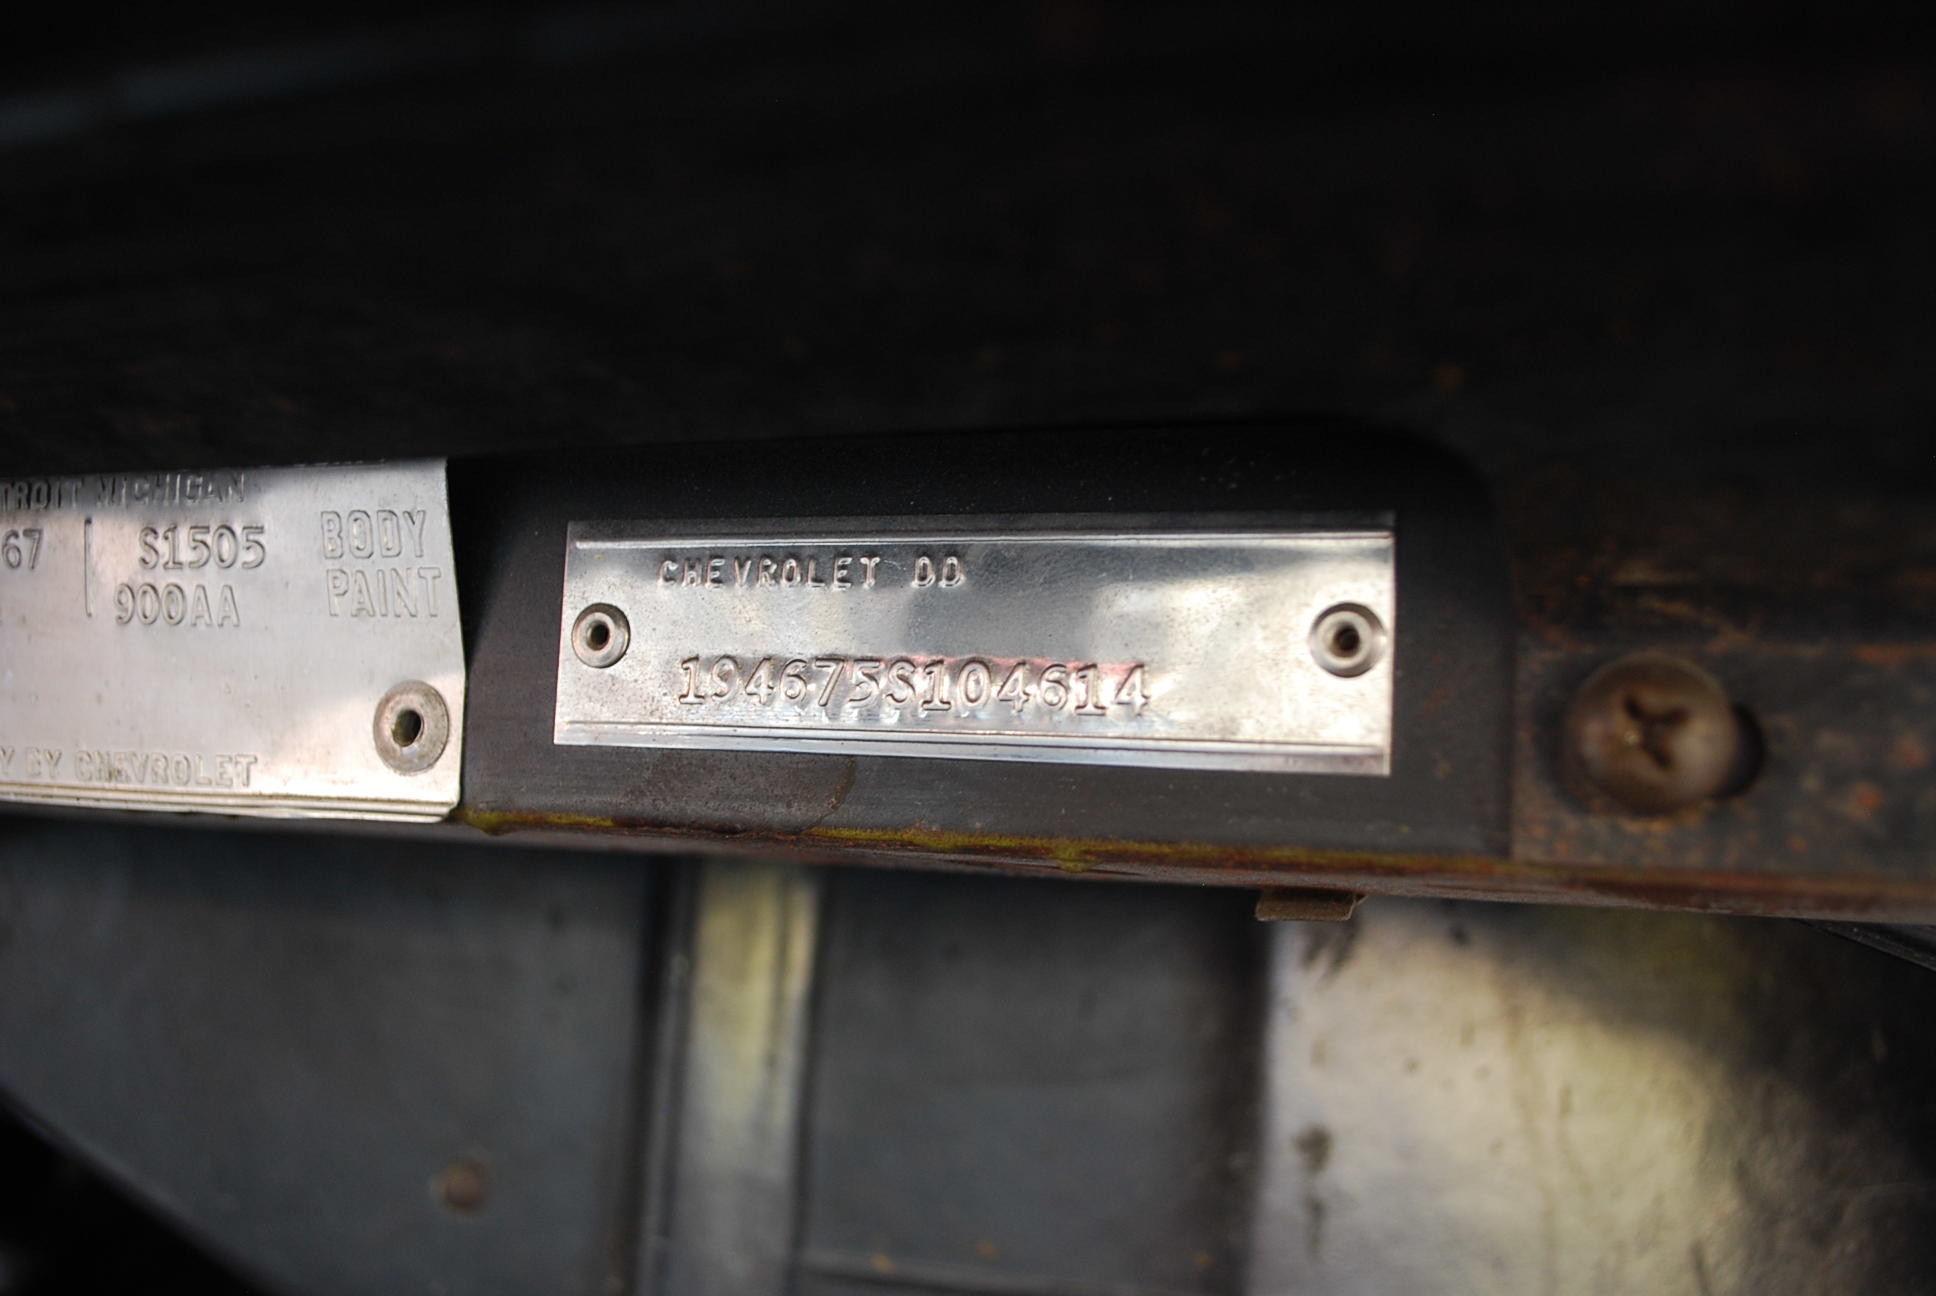 TROIT MICHIGAN
67 S1505 BODY
900AA PAINT
Y BY CHEVROLET
CHEVROLET DD
194675S104614